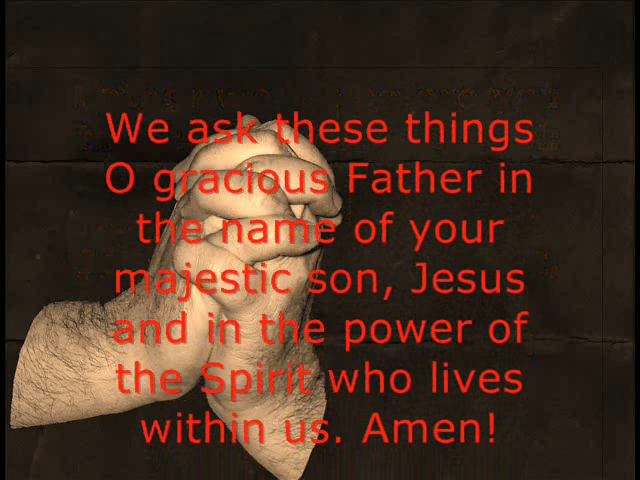 We ask these things
O gracious Father in
the name of your
majestic son, Jesus
and in the power of
the Spirit who lives
within us. Amen!